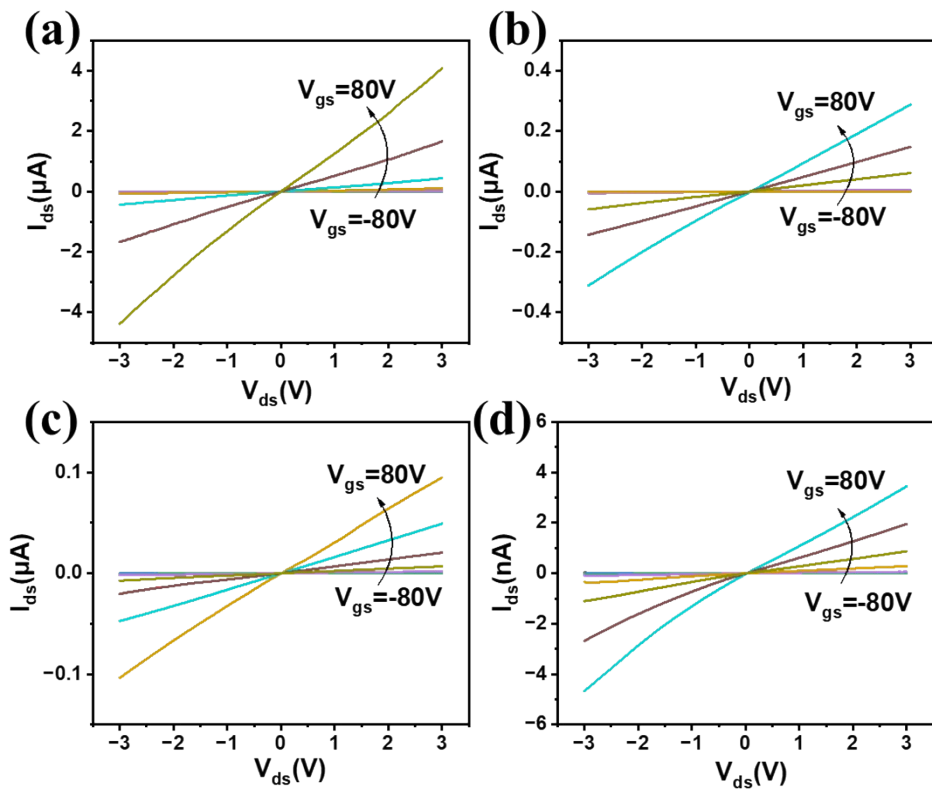 (a)
4
2
0
−2
−4
I_ds(μA)
V_gs=80V
V_gs=-80V
−3 −2 −1 0 1 2 3
V_ds(V)
(b)
0.4
0.2
0.0
−0.2
−0.4
I_ds(μA)
V_gs=80V
V_gs=-80V
−3 −2 −1 0 1 2 3
V_ds(V)
(c)
0.1
0.0
−0.1
I_ds(μA)
V_gs=80V
V_gs=-80V
−3 −2 −1 0 1 2 3
V_ds(V)
(d)
6
4
2
0
−2
−4
−6
I_ds(nA)
V_gs=80V
V_gs=-80V
−3 −2 −1 0 1 2 3
V_ds(V)